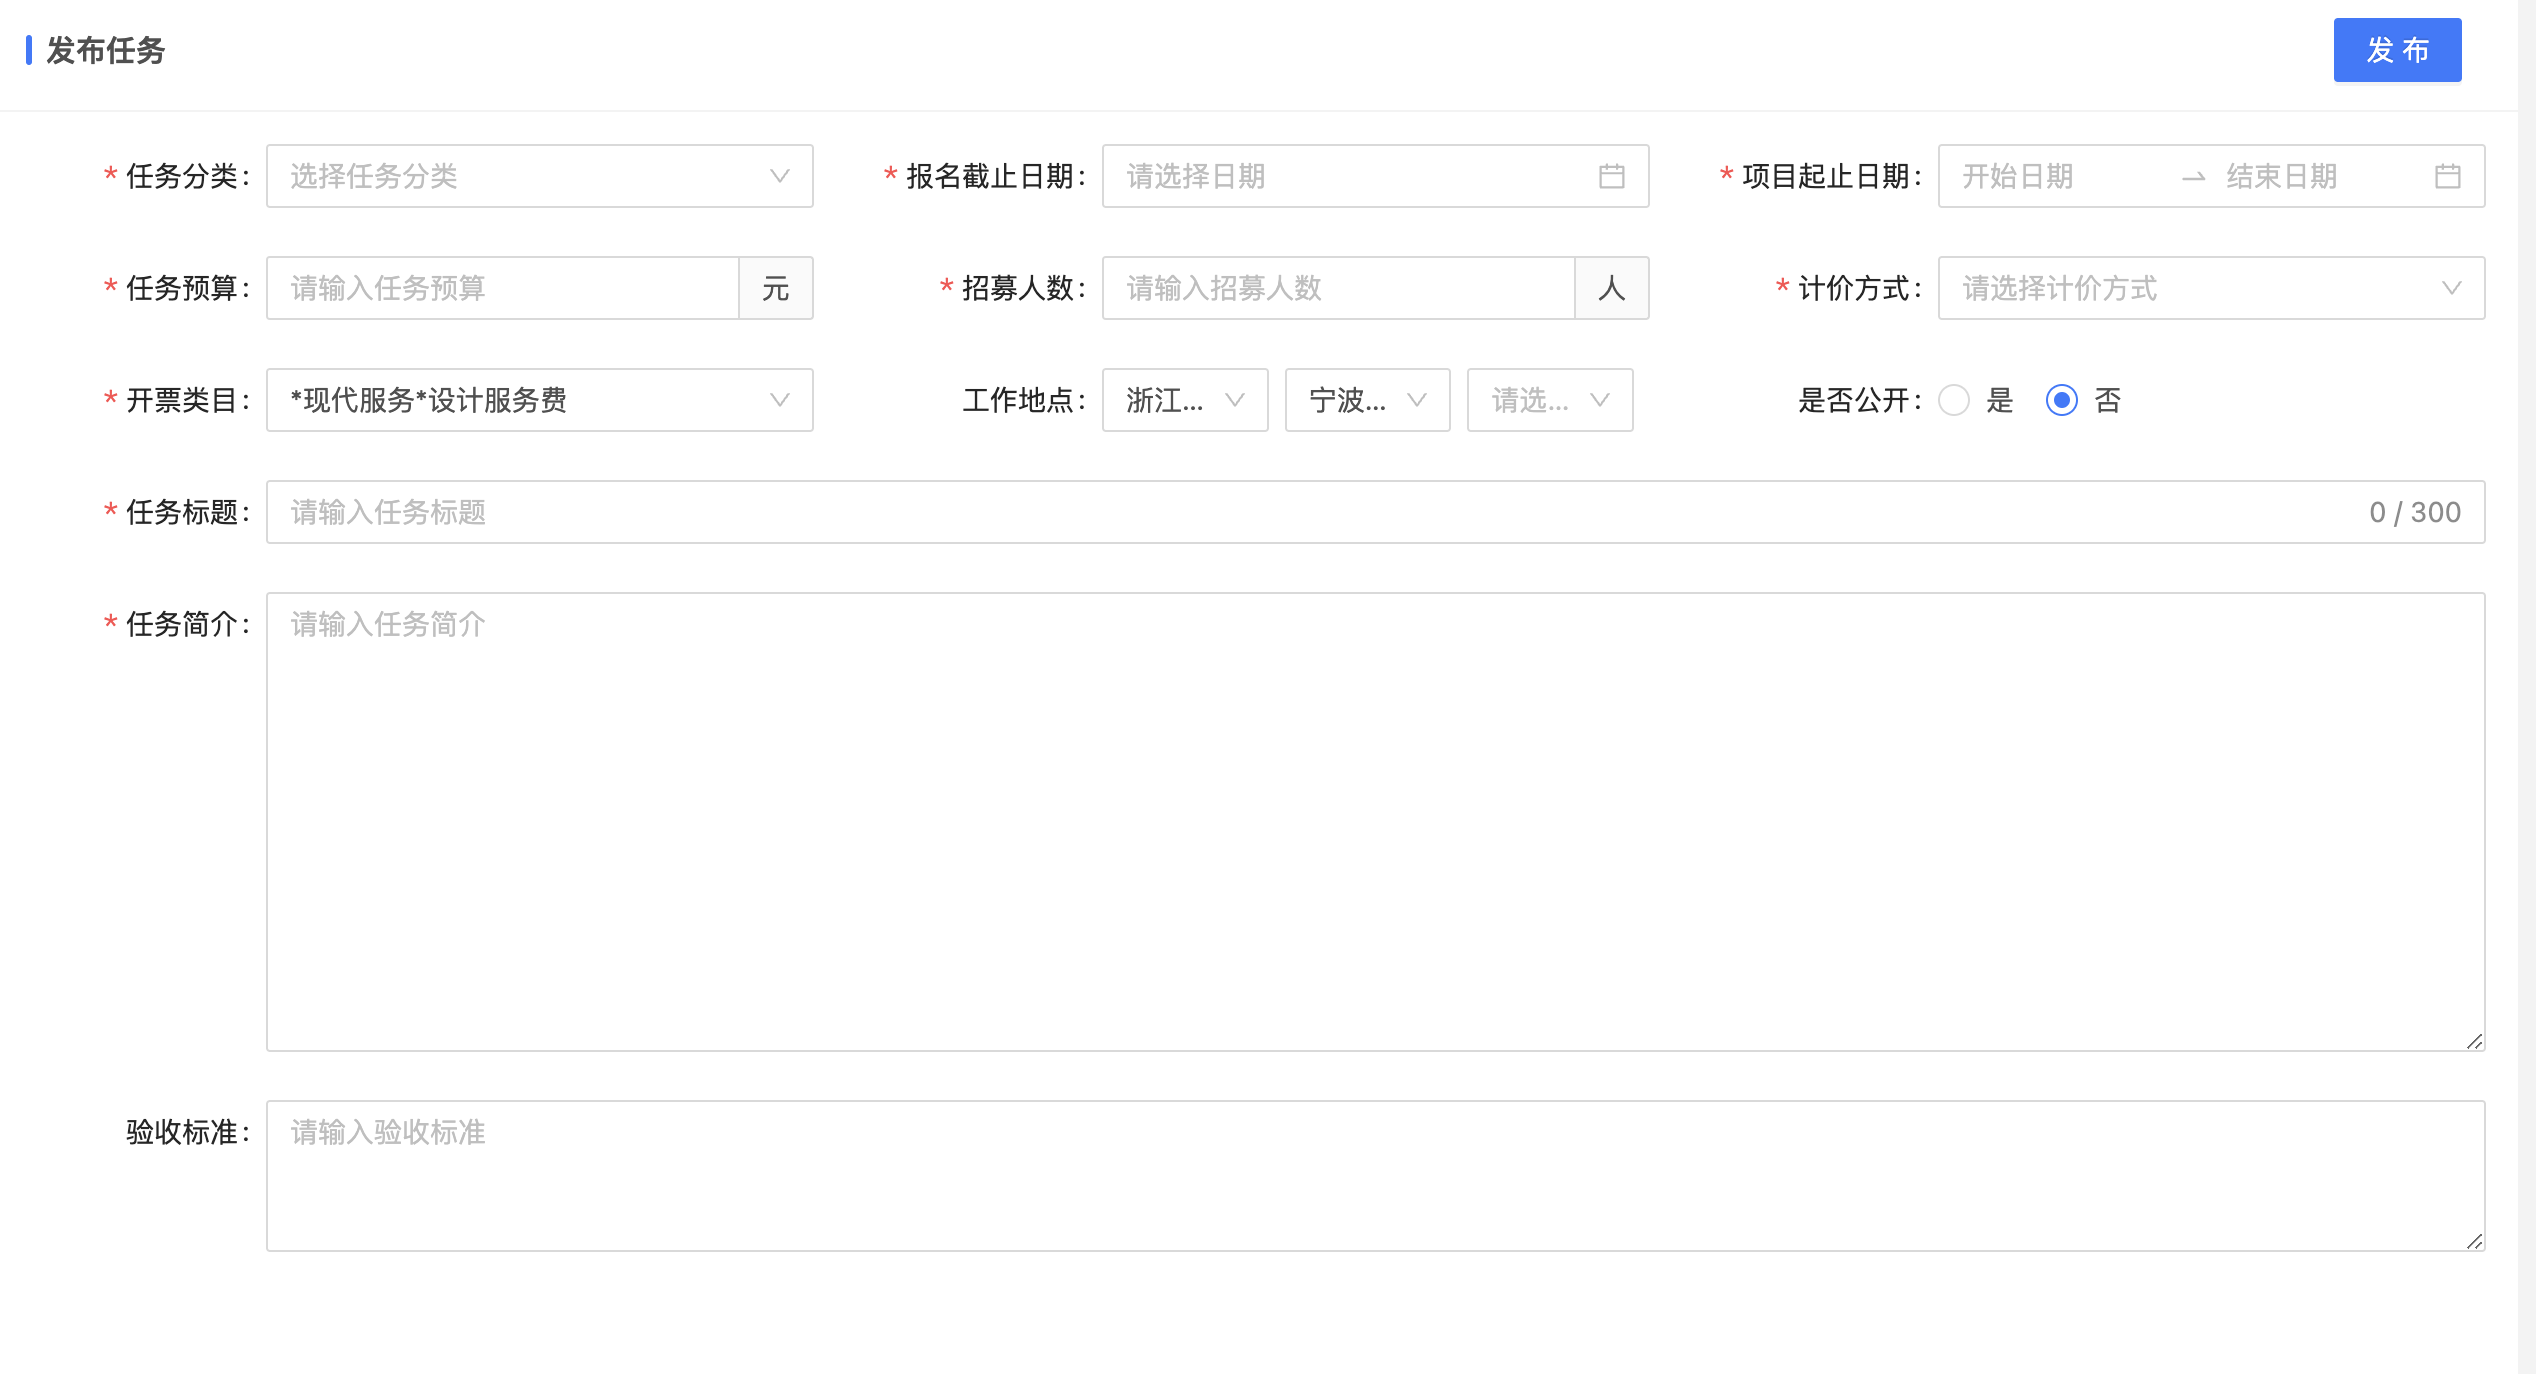 发布任务
发 布
* 任务分类: 选择任务分类
* 报名截止日期: 请选择日期
* 项目起止日期: 开始日期 → 结束日期
* 任务预算: 请输入任务预算 元
* 招募人数: 请输入招募人数 人
* 计价方式: 请选择计价方式
* 开票类目: *现代服务*设计服务费
工作地点: 浙江... 宁波... 请选...
是否公开: 是 否
* 任务标题: 请输入任务标题 0 / 300
* 任务简介: 请输入任务简介
验收标准: 请输入验收标准